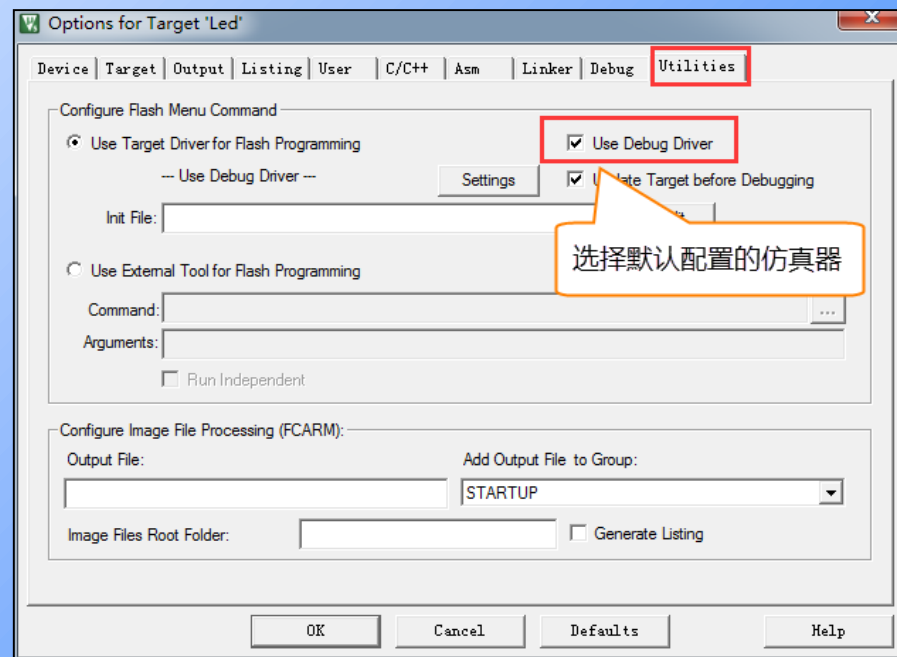 Options for Target 'Led'
Device Target Output Listing User C/C++ Asm Linker Debug Utilities
Configure Flash Menu Command
Use Target Driver for Flash Programming
Use Debug Driver
--- Use Debug Driver ---
Settings
Target before Debugging
Init File:
选择默认配置的仿真器
Use External Tool for Flash Programming
Command:
...
Arguments:
Run Independent
Configure Image File Processing (FCARM):
Output File:
Add Output File to Group:
STARTUP
Image Files Root Folder:
Generate Listing
OK Cancel Defaults Help